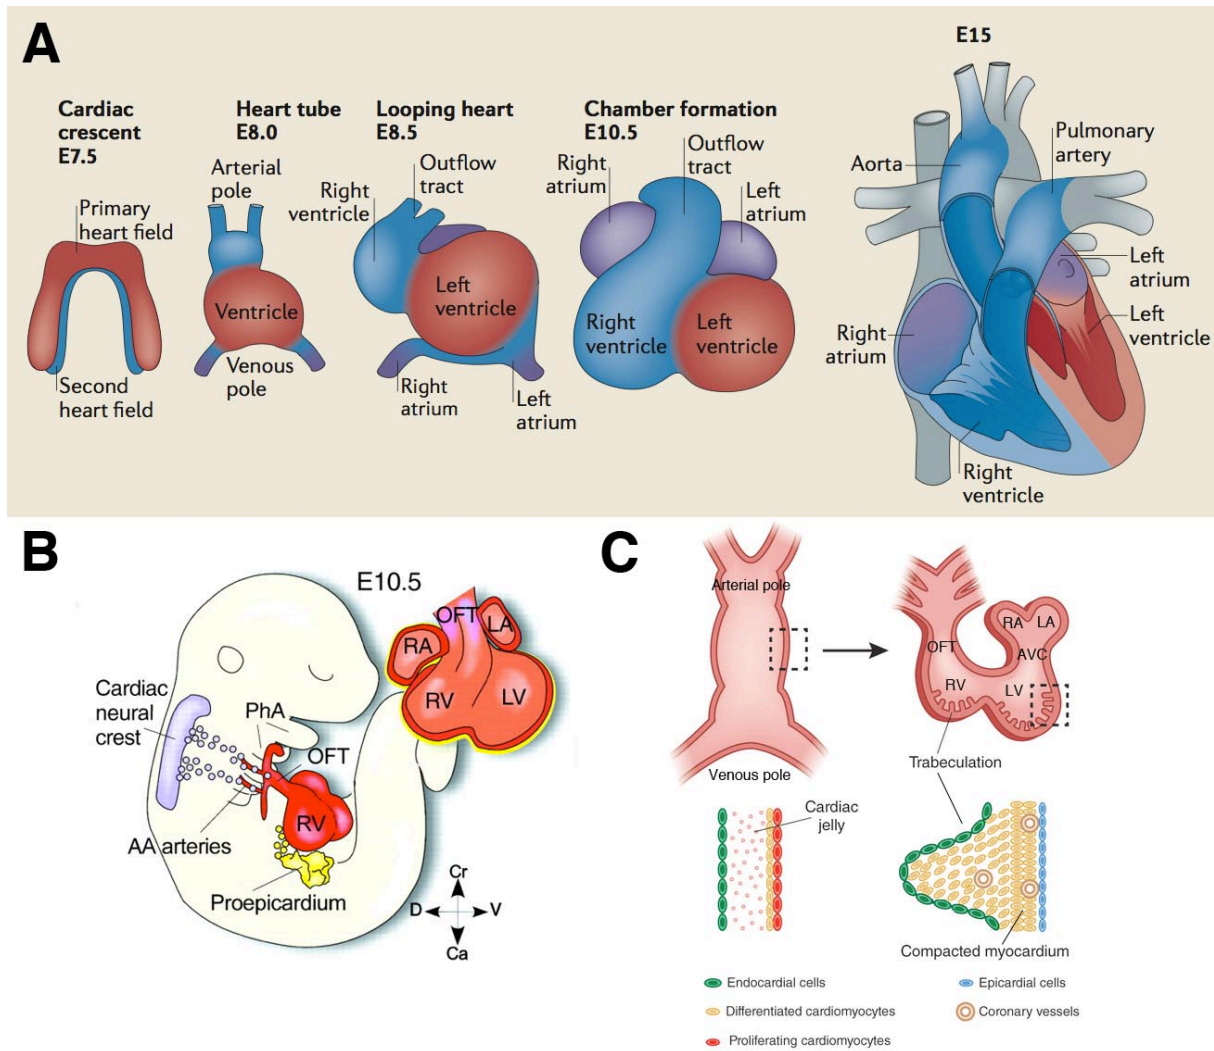 A
Cardiac
crescent
E7.5
Primary
heart field
Second
heart field
Heart tube
E8.0
Arterial
pole
Ventricle
Venous
pole
Looping heart
E8.5
Outflow
tract
Right
ventricle
Left
ventricle
Right
atrium
Left
atrium
Chamber formation
E10.5
Right
atrium
Outflow
tract
Left
atrium
Right
ventricle
Left
ventricle
E15
Aorta
Pulmonary
artery
Left
atrium
Left
ventricle
Right
atrium
Right
ventricle
B
E10.5
OFT
LA
RA
RV
LV
Cardiac
neural
crest
PhA
OFT
RV
AA arteries
Proepicardium
Cr
D
V
Ca
C
Arterial pole
Venous pole
RA
LA
OFT
AVC
RV
LV
Trabeculation
Cardiac
jelly
Compacted myocardium
Endocardial cells
Differentiated cardiomyocytes
Proliferating cardiomyocytes
Epicardial cells
Coronary vessels